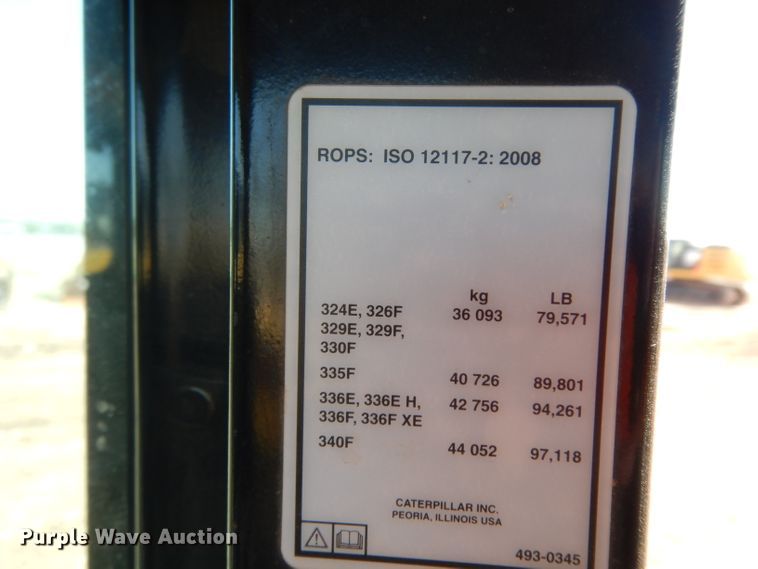 ROPS: ISO 12117-2: 2008
kg LB
324E, 326F 36 093 79,571
329E, 329F,
330F
335F 40 726 89,801
336E, 336E H, 42 756 94,261
336F, 336F XE
340F 44 052 97,118
CATERPILLAR INC.
PEORIA, ILLINOIS USA
493-0345
Purple Wave Auction®